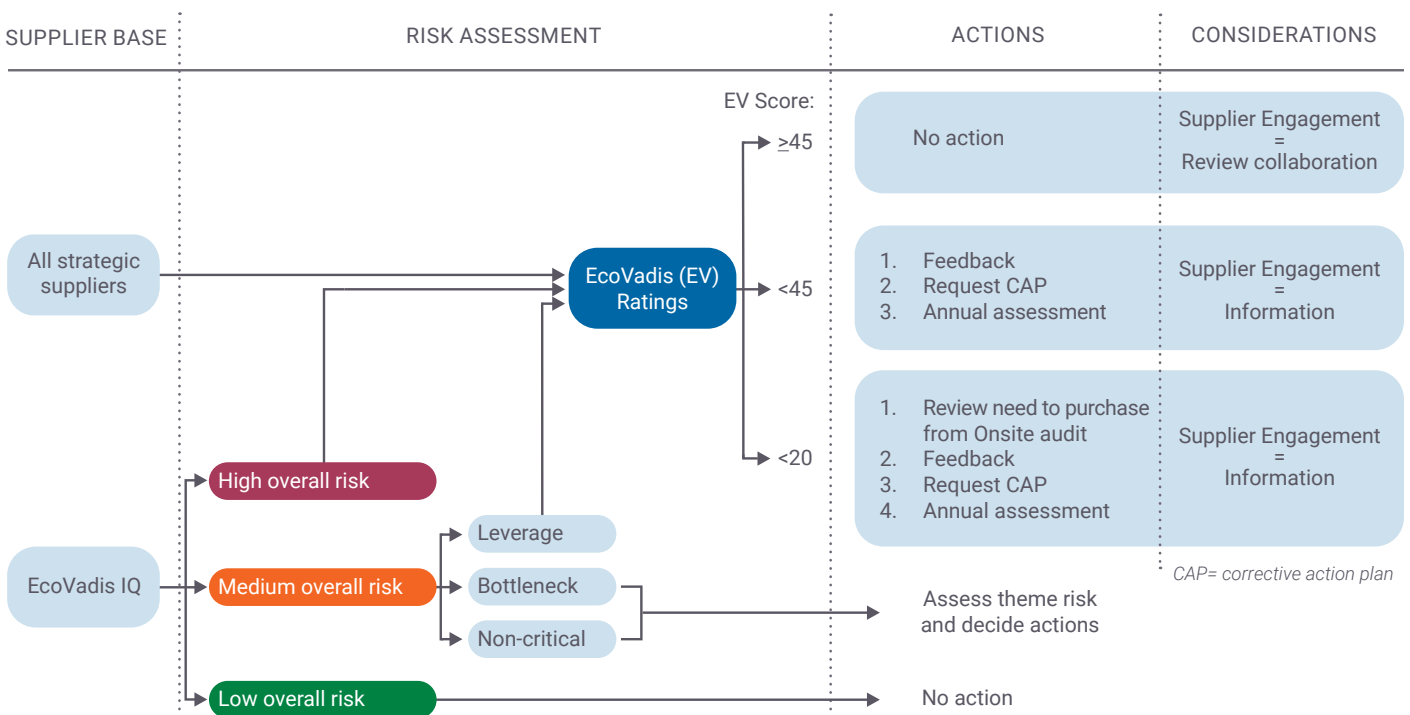 SUPPLIER BASE
RISK ASSESSMENT
ACTIONS
CONSIDERATIONS
EV Score:
≥45
No action
Supplier Engagement
=
Review collaboration
All strategic
suppliers
EcoVadis (EV)
Ratings
<45
1. Feedback
2. Request CAP
3. Annual assessment
Supplier Engagement
=
Information
<20
1. Review need to purchase
from Onsite audit
2. Feedback
3. Request CAP
4. Annual assessment
Supplier Engagement
=
Information
CAP= corrective action plan
EcoVadis IQ
High overall risk
Medium overall risk
Leverage
Bottleneck
Non-critical
Assess theme risk
and decide actions
Low overall risk
No action